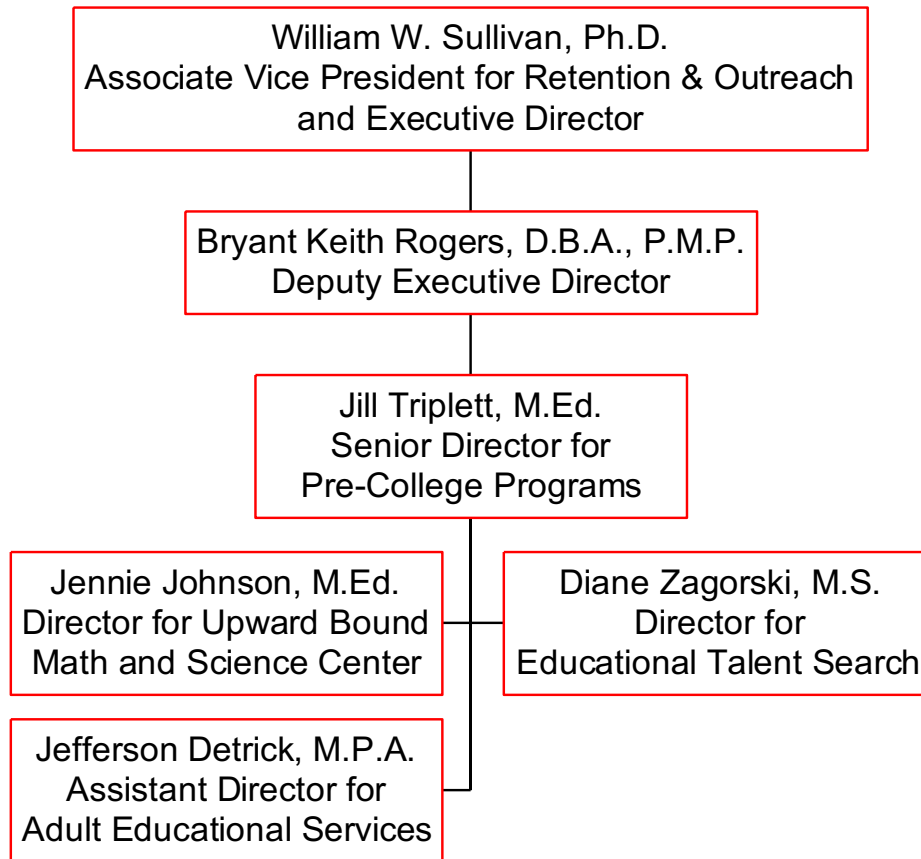 William W. Sullivan, Ph.D.
Associate Vice President for Retention & Outreach
and Executive Director
Bryant Keith Rogers, D.B.A., P.M.P.
Deputy Executive Director
Jill Triplett, M.Ed.
Senior Director for
Pre-College Programs
Jennie Johnson, M.Ed.
Director for Upward Bound
Math and Science Center
Diane Zagorski, M.S.
Director for
Educational Talent Search
Jefferson Detrick, M.P.A.
Assistant Director for
Adult Educational Services